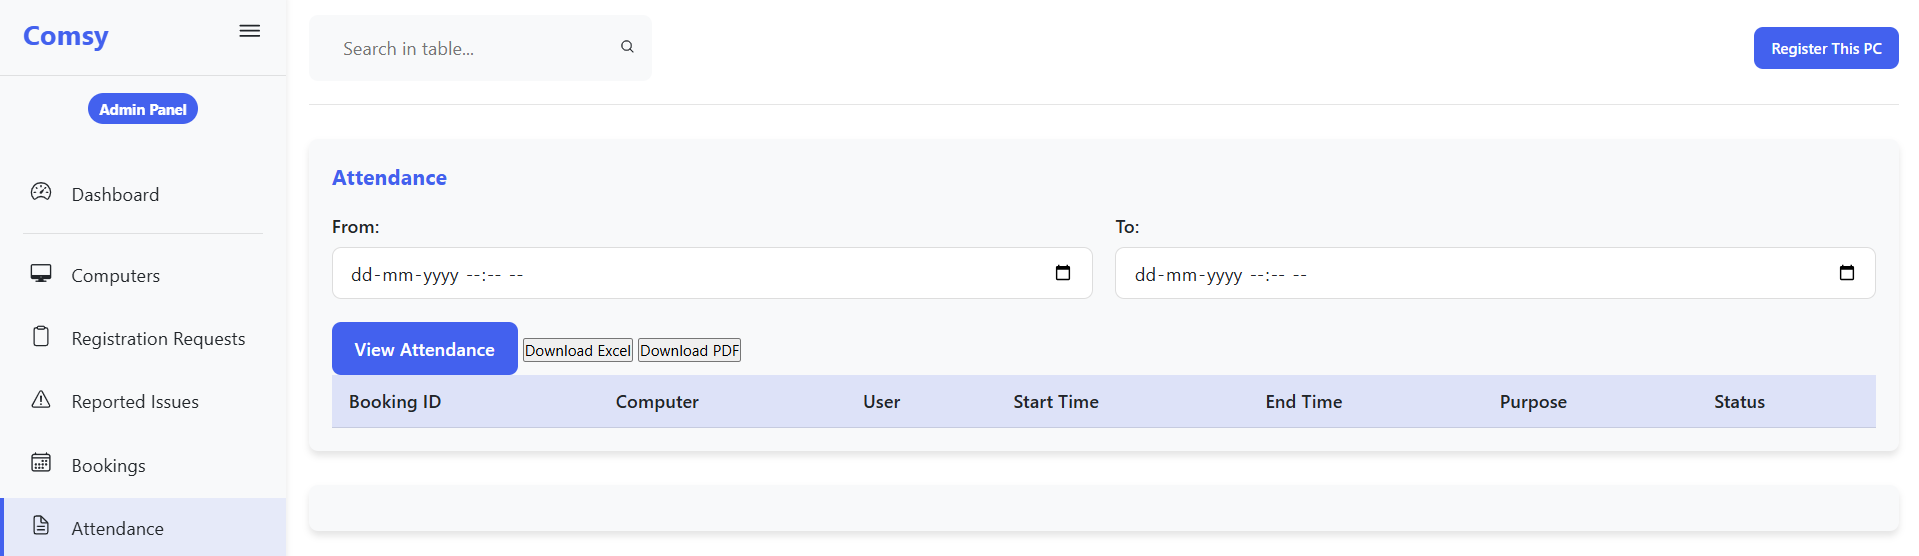 Comsy
Search in table...
Register This PC
Admin Panel
Dashboard
Computers
Registration Requests
Reported Issues
Bookings
Attendance
Attendance
From:
To:
dd-mm-yyyy --:-- --
dd-mm-yyyy --:-- --
View Attendance Download Excel Download PDF
Booking ID Computer User Start Time End Time Purpose Status